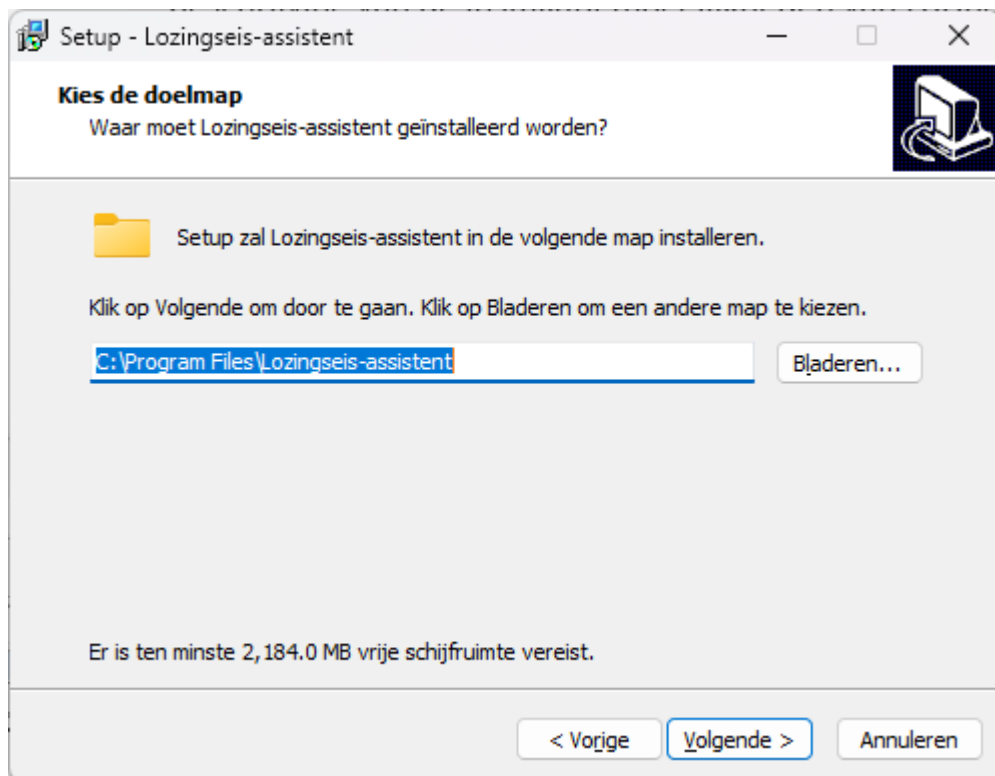 Setup - Lozingseis-assistent
Kies de doelmap
Waar moet Lozingseis-assistent geïnstalleerd worden?
Setup zal Lozingseis-assistent in de volgende map installeren.
Klik op Volgende om door te gaan. Klik op Bladeren om een andere map te kiezen.
C:\Program Files\Lozingseis-assistent
Bladeren...
Er is ten minste 2,184.0 MB vrije schijfruimte vereist.
< Vorige
Volgende >
Annuleren